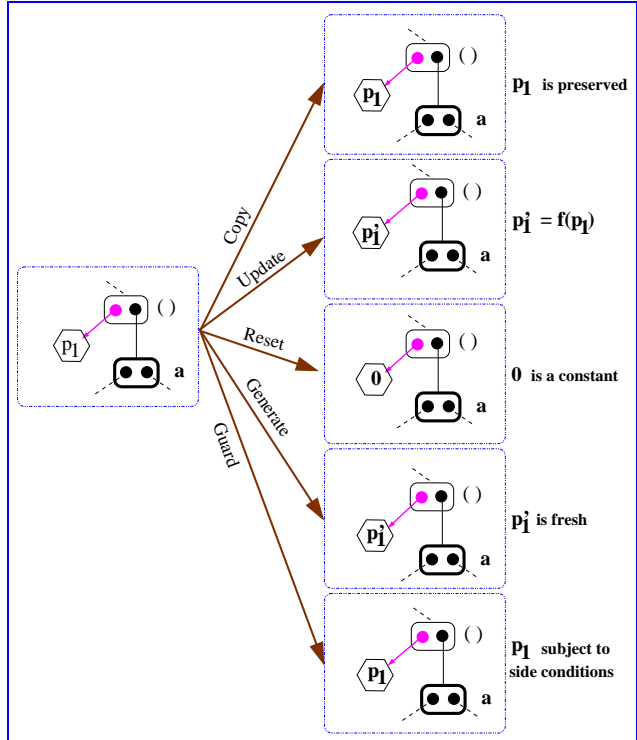 ( )
p1
a
p1 is preserved
Copy
( )
p'1
a
p'1 = f(p1)
Update
( )
p1
a
Reset
( )
0
a
0 is a constant
Generate
Guard
( )
p'1
a
p'1 is fresh
( )
p1
a
p1 subject to
side conditions